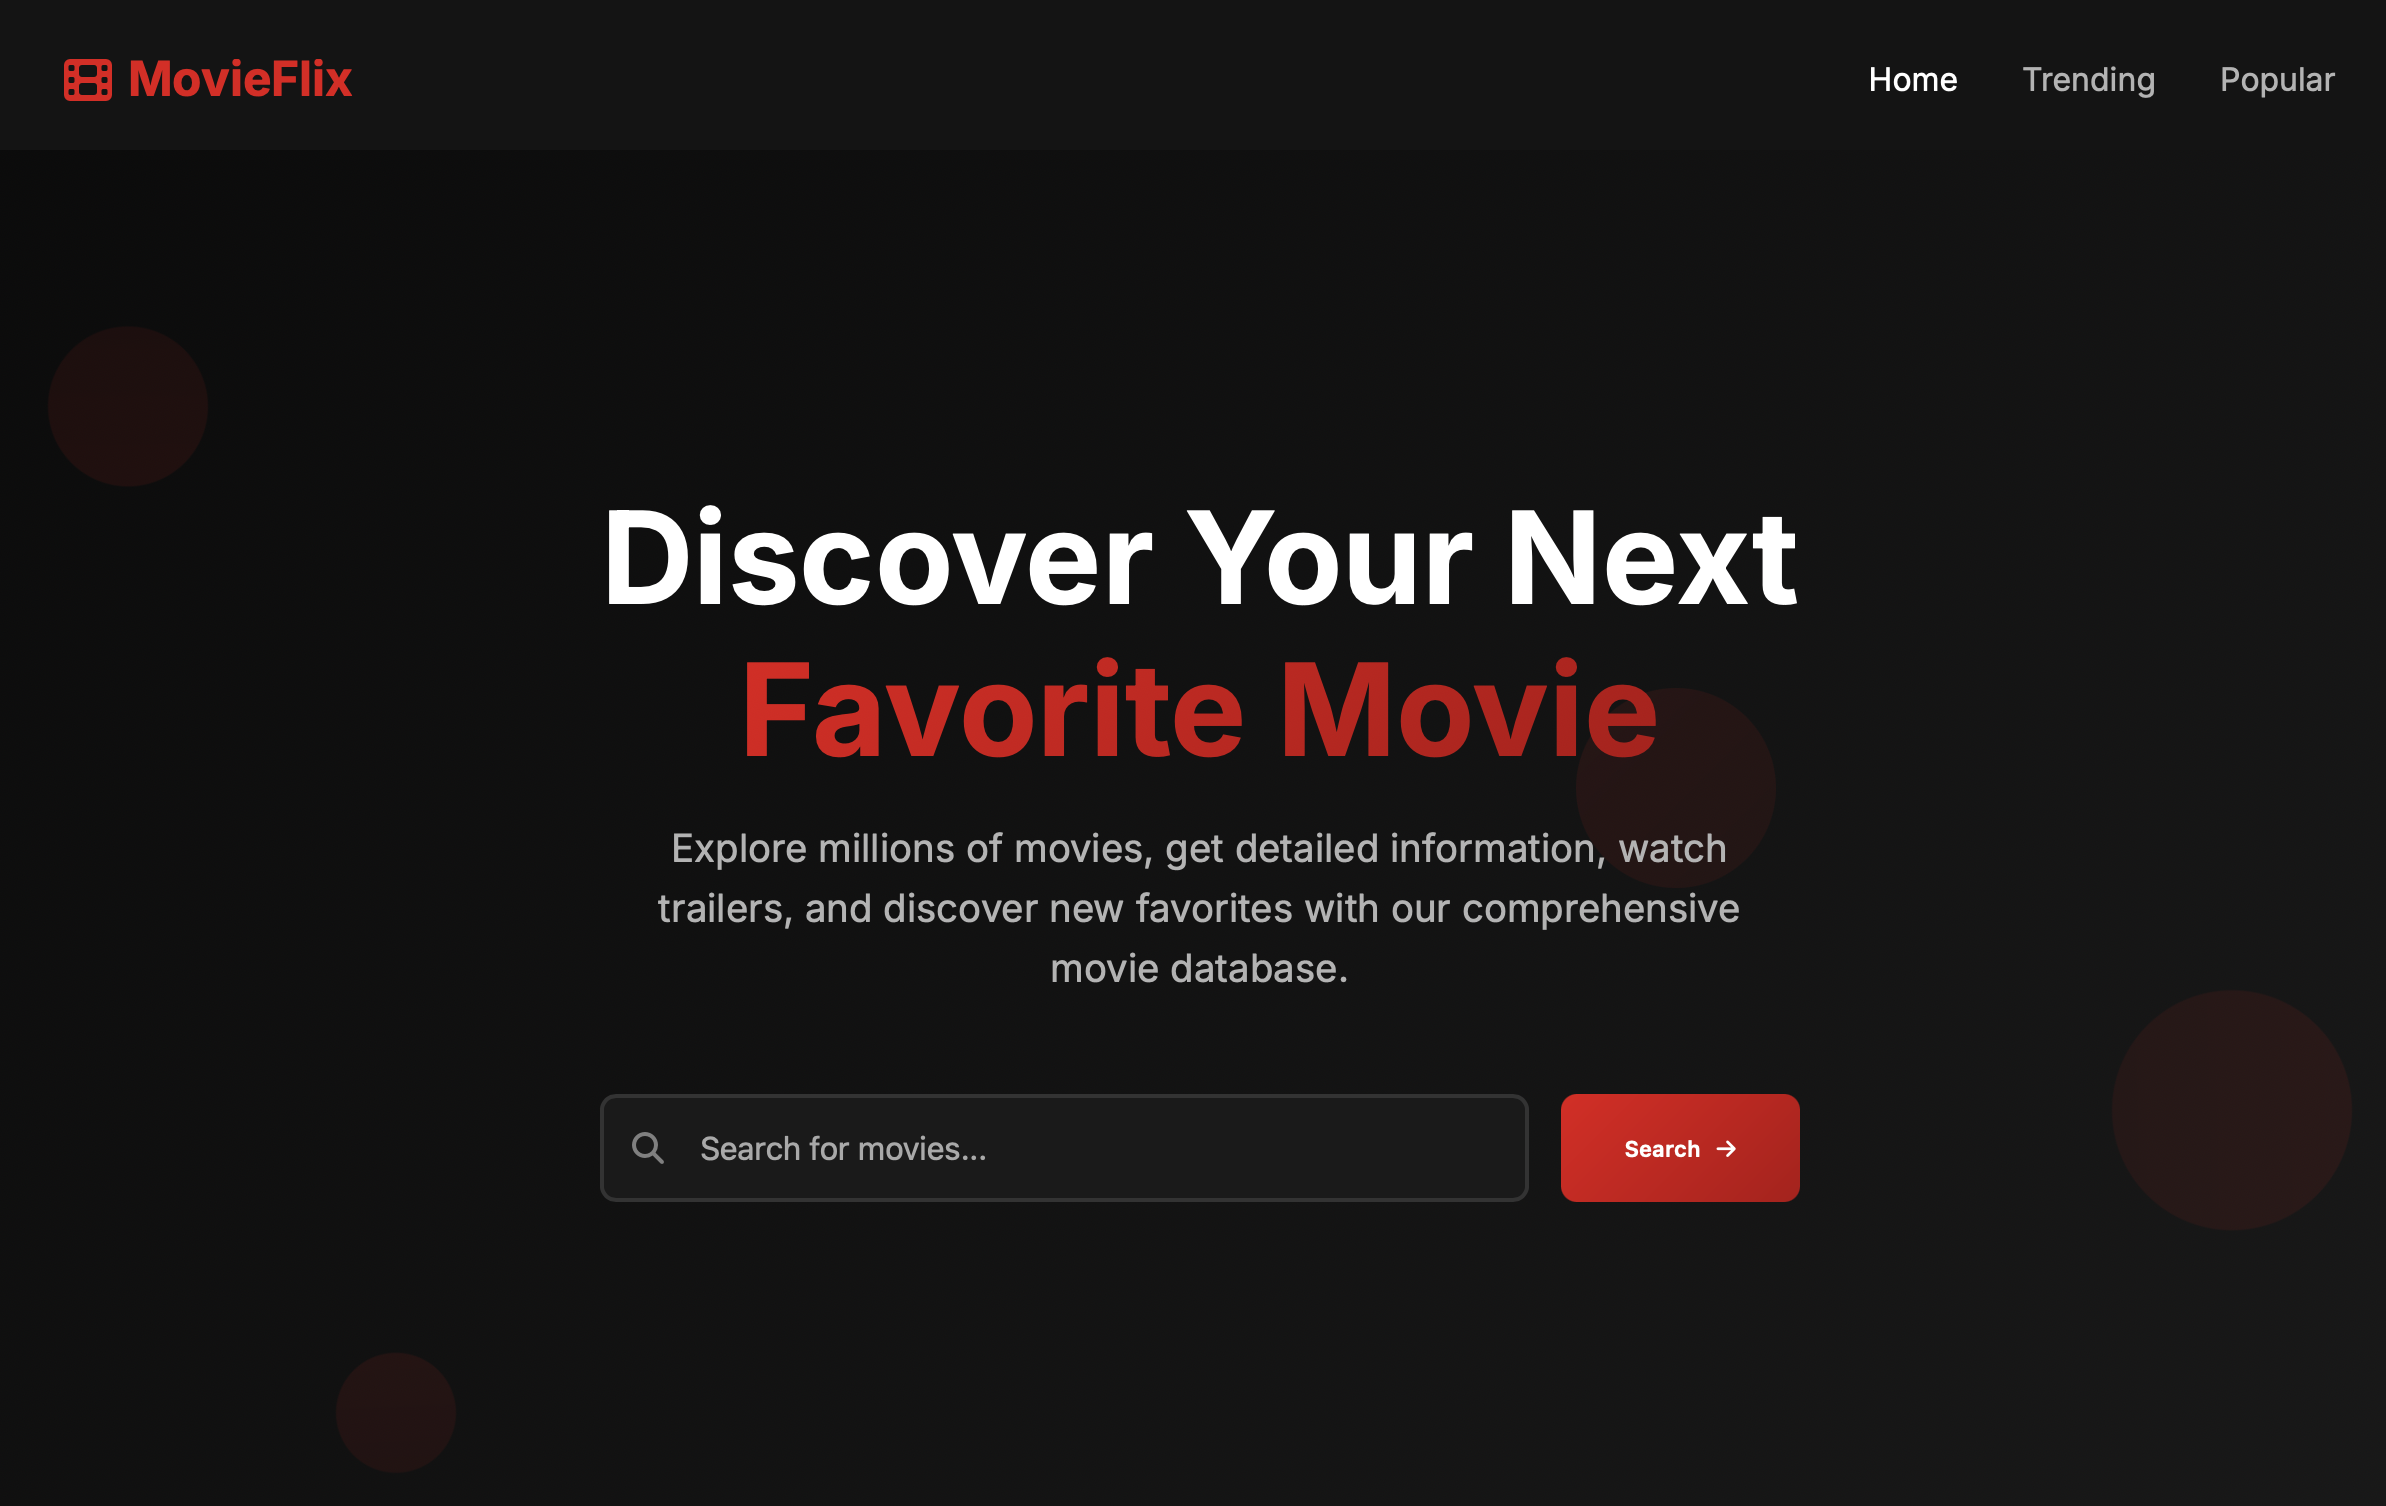 MovieFlix
Home Trending Popular
Discover Your Next
Favorite Movie
Explore millions of movies, get detailed information, watch
trailers, and discover new favorites with our comprehensive
movie database.
Search for movies...
Search →